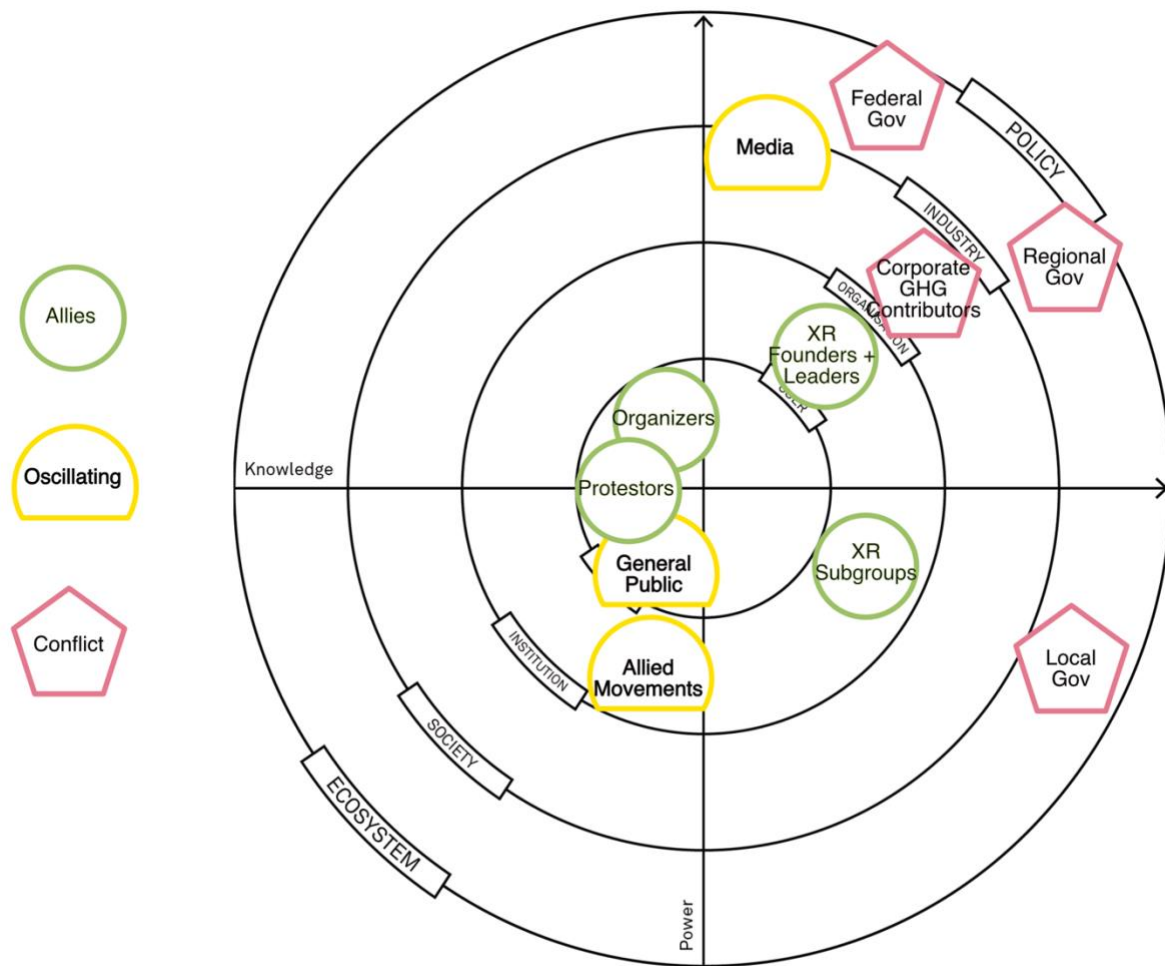 Federal
Gov
POLICY
Media
INDUSTRY
Regional
Gov
Corporate
GHG
Contributors
Allies
XR
Founders +
Leaders
Organizers
Knowledge
Oscillating
Protestors
General
Public
XR
Subgroups
Conflict
INSTITUTION
Allied
Movements
Local
Gov
SOCIETY
ECOSYSTEM
Power